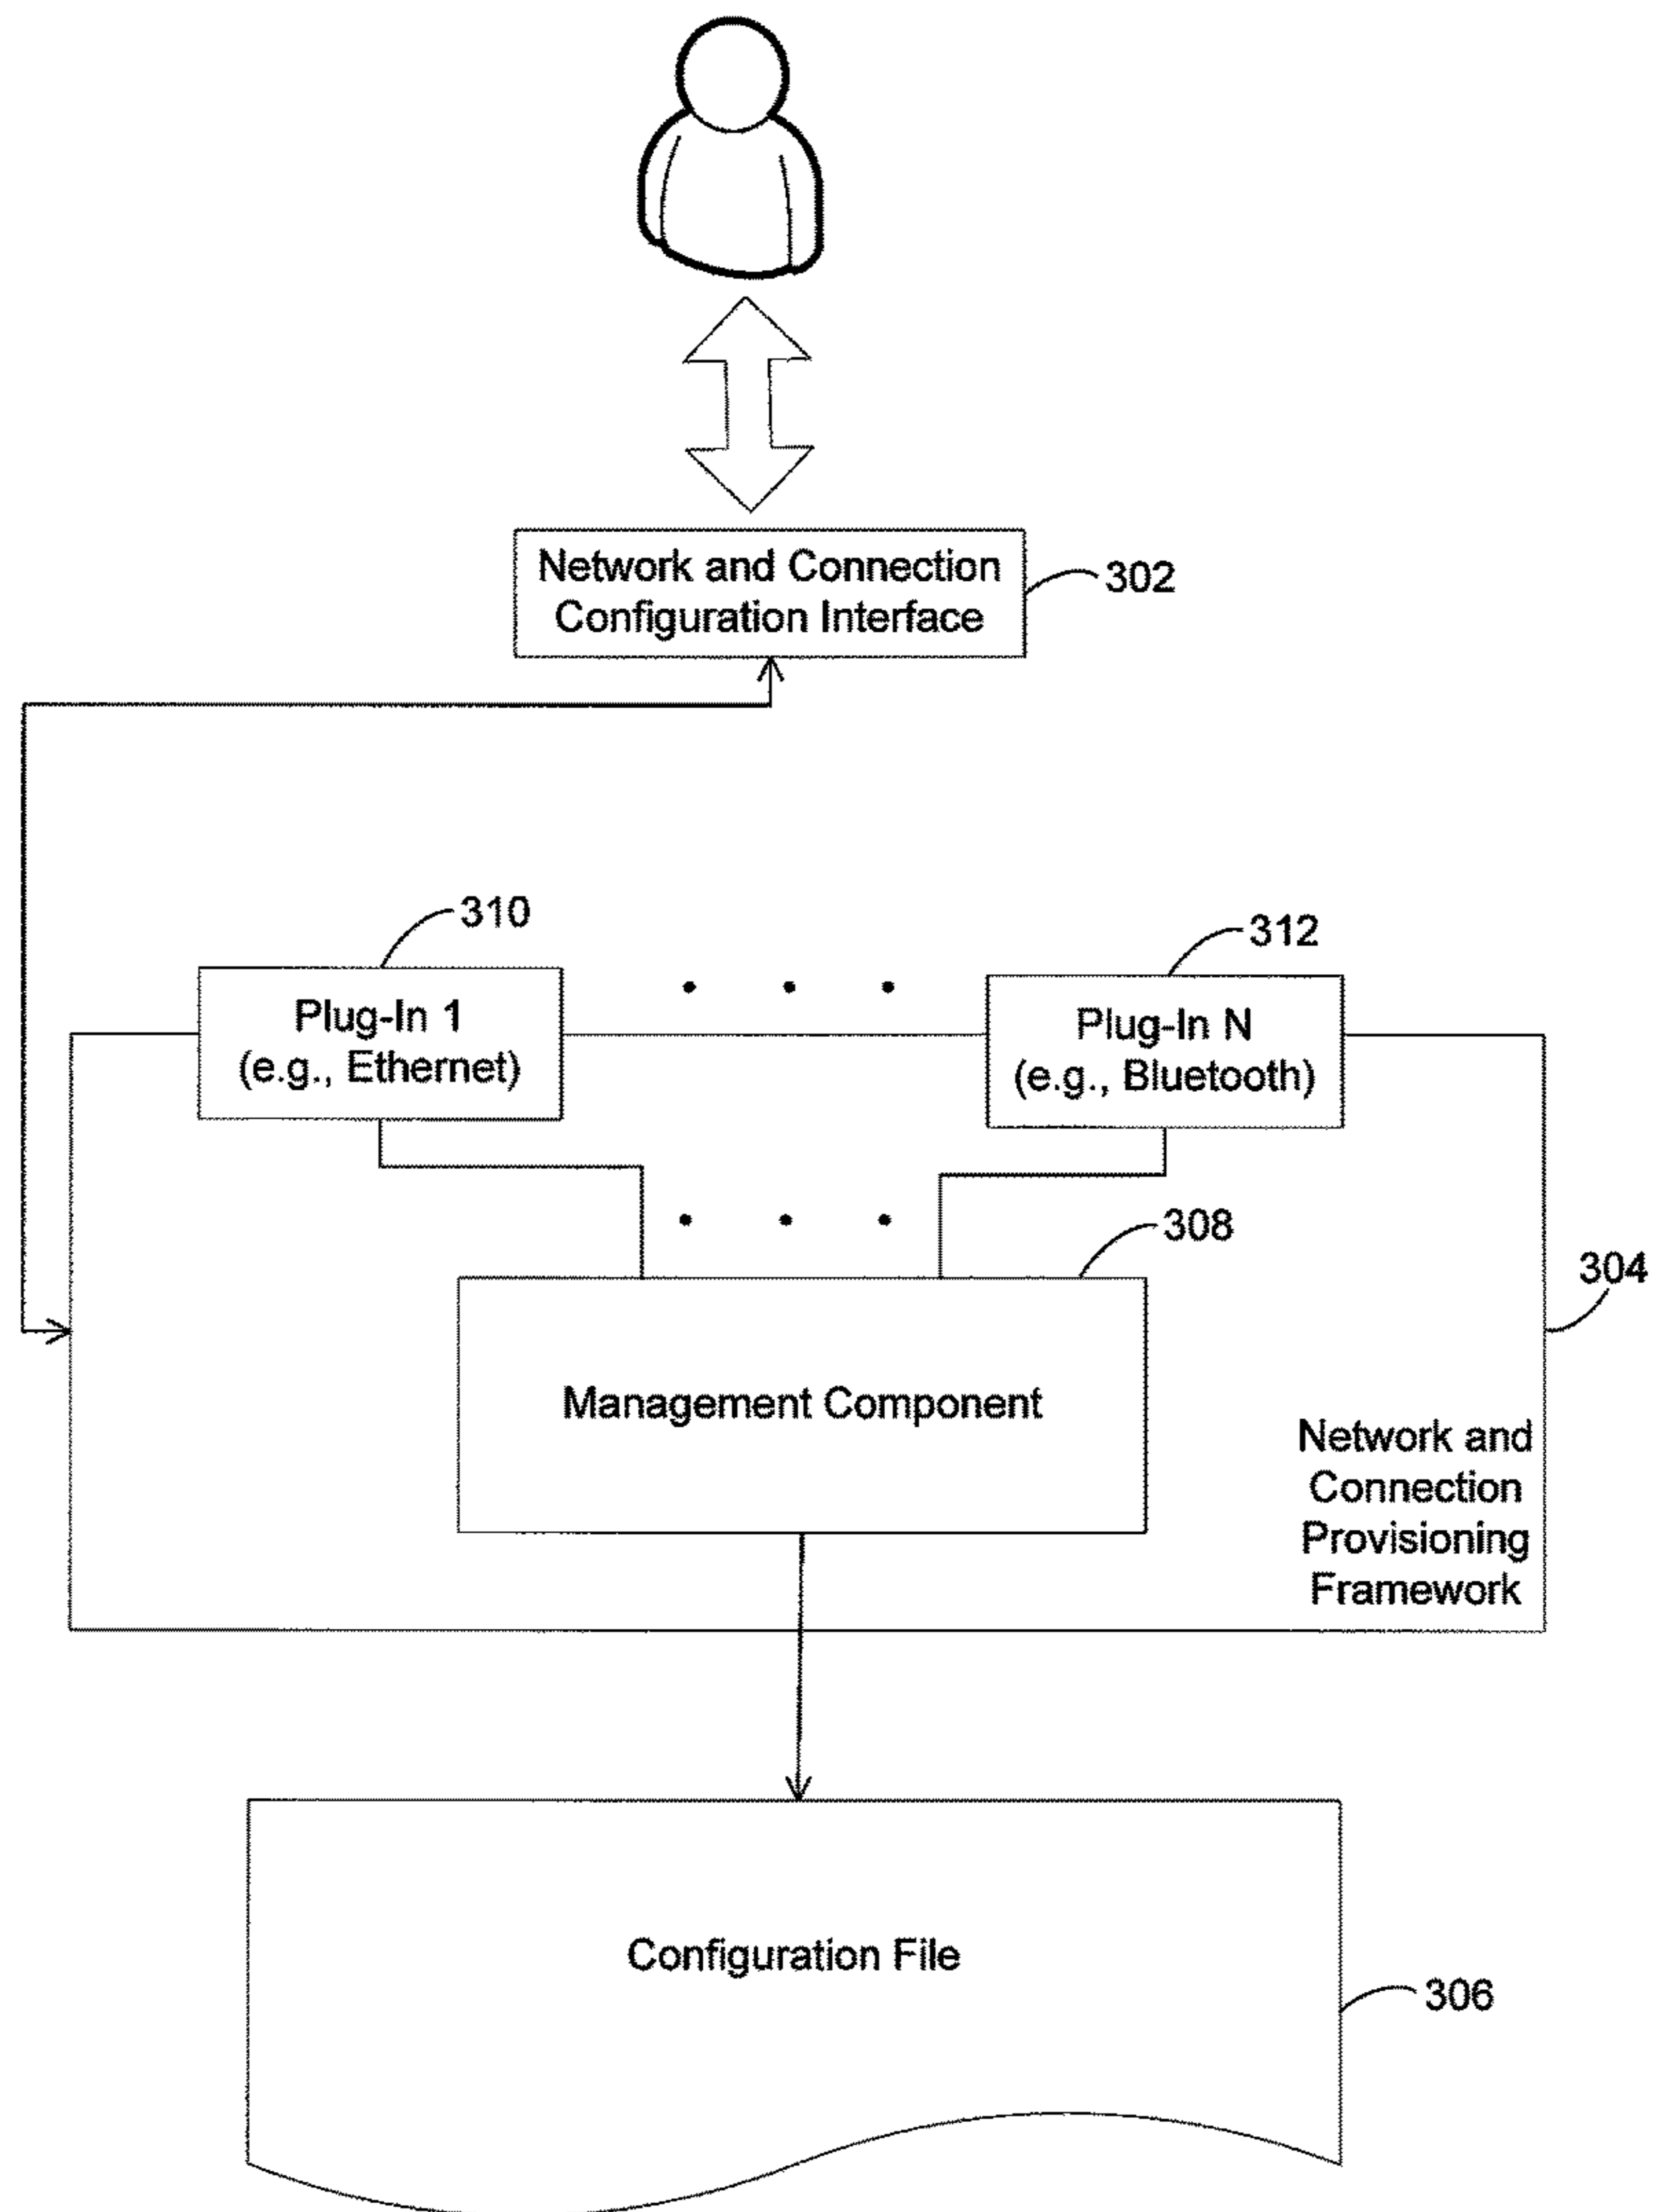 Network and Connection
Configuration Interface
302
310
312
Plug-In 1
(e.g., Ethernet)
Plug-In N
(e.g., Bluetooth)
308
304
Management Component
Network and
Connection
Provisioning
Framework
Configuration File
306